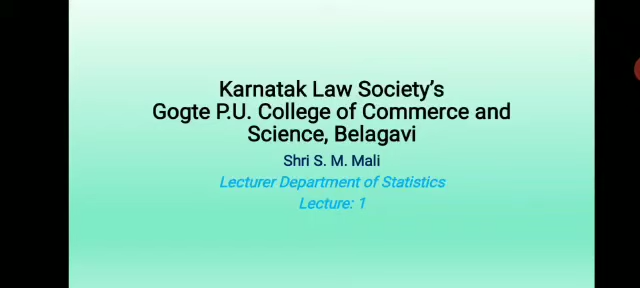 Karnatak Law Society’s
Gogte P.U. College of Commerce and
Science, Belagavi
Shri S. M. Mali
Lecturer Department of Statistics
Lecture: 1